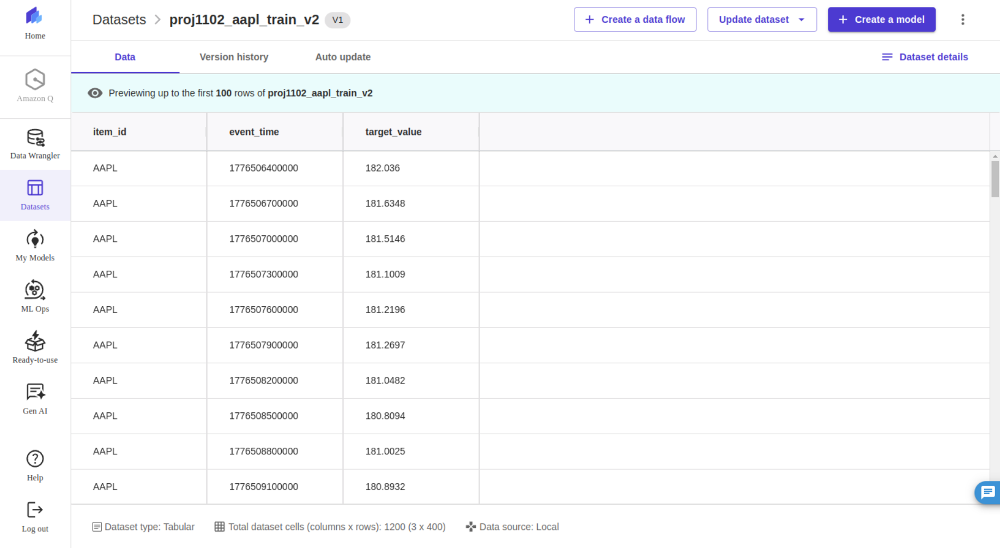 Home
Amazon Q
Data Wrangler
Datasets
My Models
ML Ops
Ready-to-use
Gen AI
Help
Log out
Datasets proj1102_aapl_train_v2 V1
Create a data flow
Update dataset
Create a model
Data
Version history
Auto update
Dataset details
Previewing up to the first 100 rows of proj1102_aapl_train_v2
item_id event_time target_value
AAPL 1776506400000 182.036
AAPL 1776506700000 181.6348
AAPL 1776507000000 181.5146
AAPL 1776507300000 181.1009
AAPL 1776507600000 181.2196
AAPL 1776507900000 181.2697
AAPL 1776508200000 181.0482
AAPL 1776508500000 180.8094
AAPL 1776508800000 181.0025
AAPL 1776509100000 180.8932
Dataset type: Tabular
Total dataset cells (columns x rows): 1200 (3 x 400)
Data source: Local